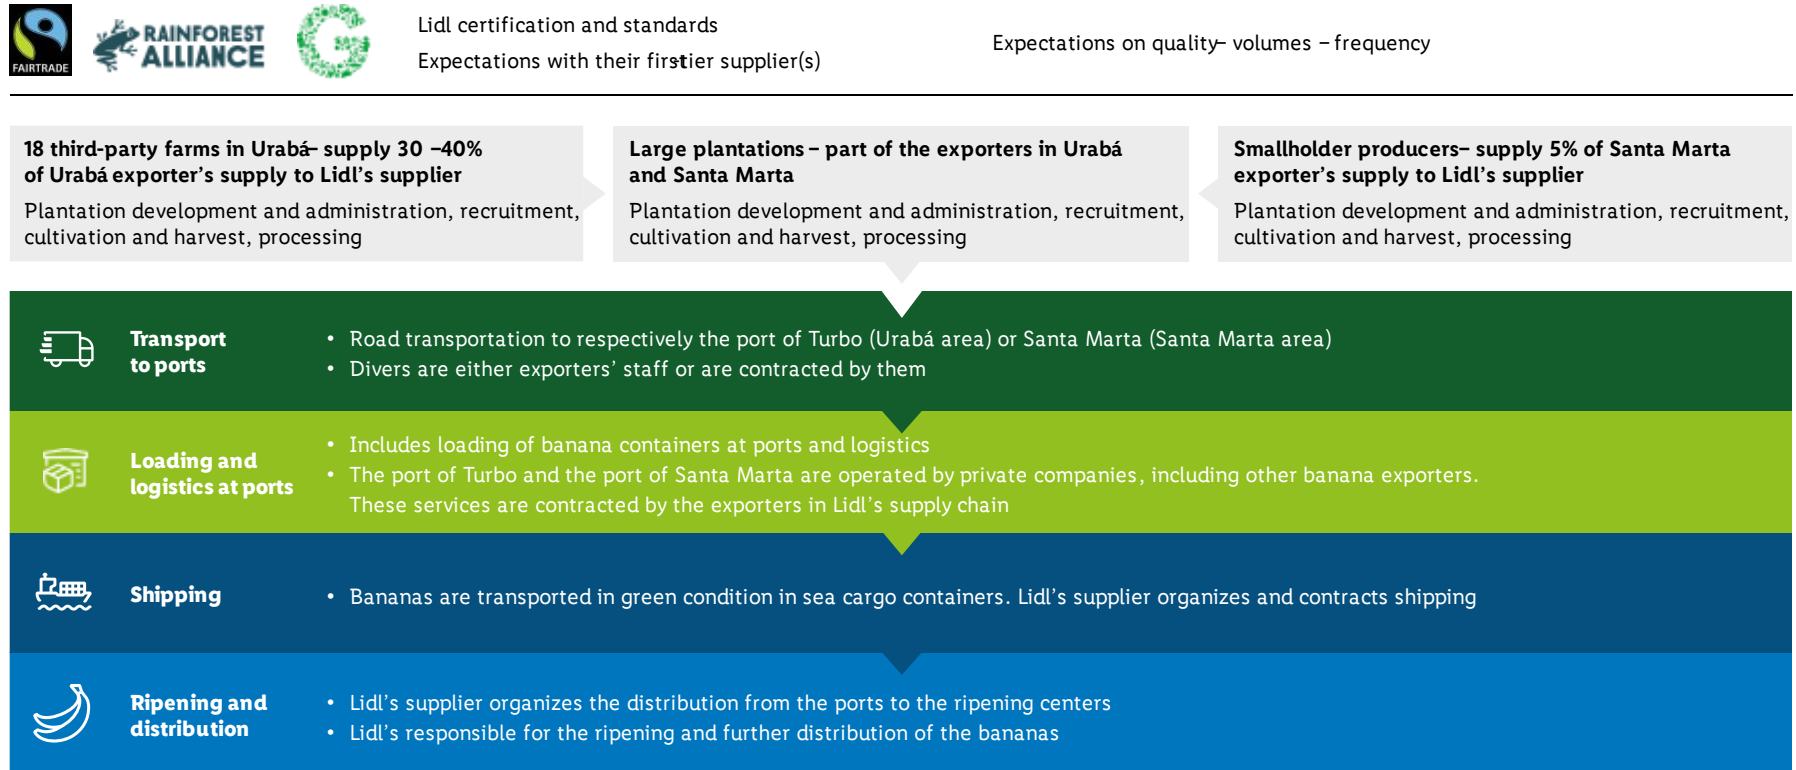 FAIRTRADE
RAINFOREST
ALLIANCE
Lidl certification and standards
Expectations with their first-tier supplier(s)
Expectations on quality– volumes – frequency
18 third-party farms in Urabá– supply 30 –40%
of Urabá exporter’s supply to Lidl’s supplier
Plantation development and administration, recruitment,
cultivation and harvest, processing
Large plantations – part of the exporters in Urabá
and Santa Marta
Plantation development and administration, recruitment,
cultivation and harvest, processing
Smallholder producers– supply 5% of Santa Marta
exporter’s supply to Lidl’s supplier
Plantation development and administration, recruitment,
cultivation and harvest, processing
Transport
to ports
• Road transportation to respectively the port of Turbo (Urabá area) or Santa Marta (Santa Marta area)
• Divers are either exporters’ staff or are contracted by them
Loading and
logistics at ports
• Includes loading of banana containers at ports and logistics
• The port of Turbo and the port of Santa Marta are operated by private companies, including other banana exporters.
These services are contracted by the exporters in Lidl’s supply chain
Shipping
• Bananas are transported in green condition in sea cargo containers. Lidl’s supplier organizes and contracts shipping
Ripening and
distribution
• Lidl’s supplier organizes the distribution from the ports to the ripening centers
• Lidl’s responsible for the ripening and further distribution of the bananas